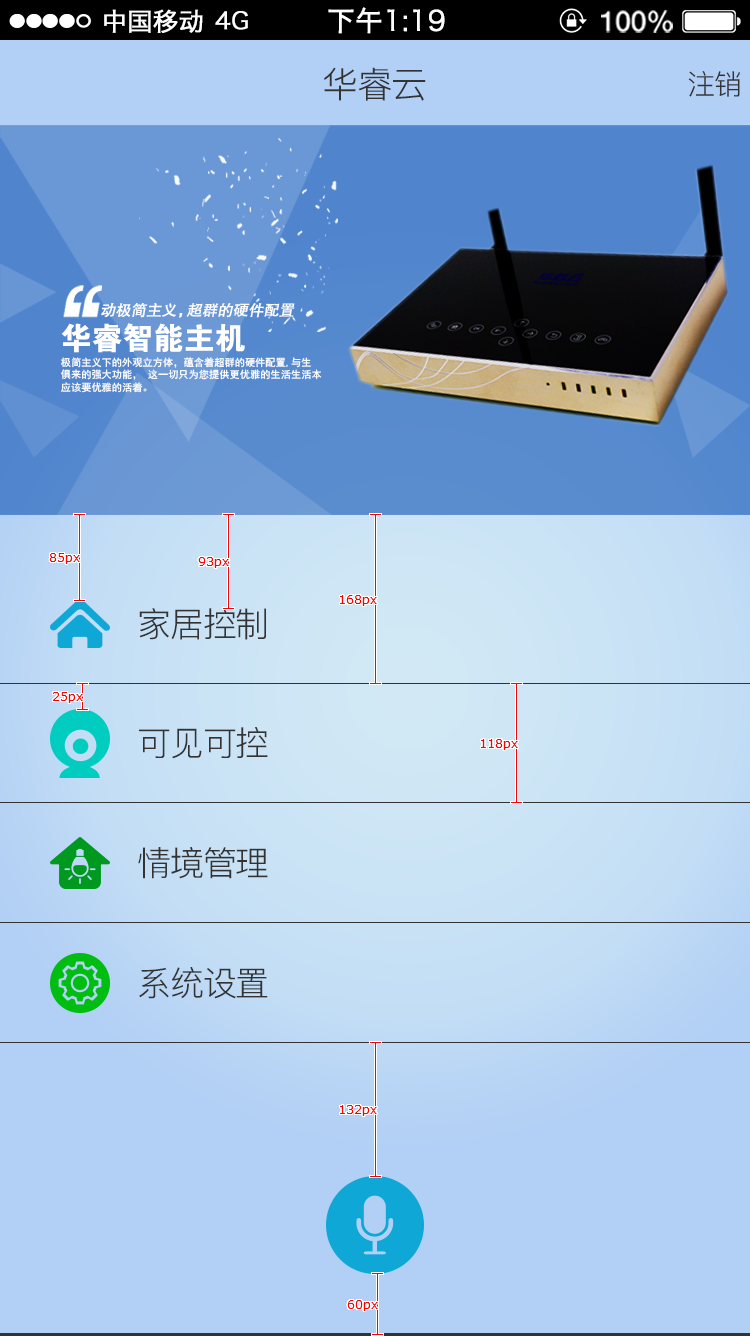 中国移动 4G 下午1:19 100%
华睿云 注销
动极简主义，超群的硬件配置
华睿智能主机
极简主义下的外观立方体，蕴含着超群的硬件配置,与生
俱来的强大功能， 这一切只为您提供更优雅的生活生活本
应该要优雅的活着。
85px
93px
168px
家居控制
25px
可见可控
118px
情境管理
系统设置
132px
60px